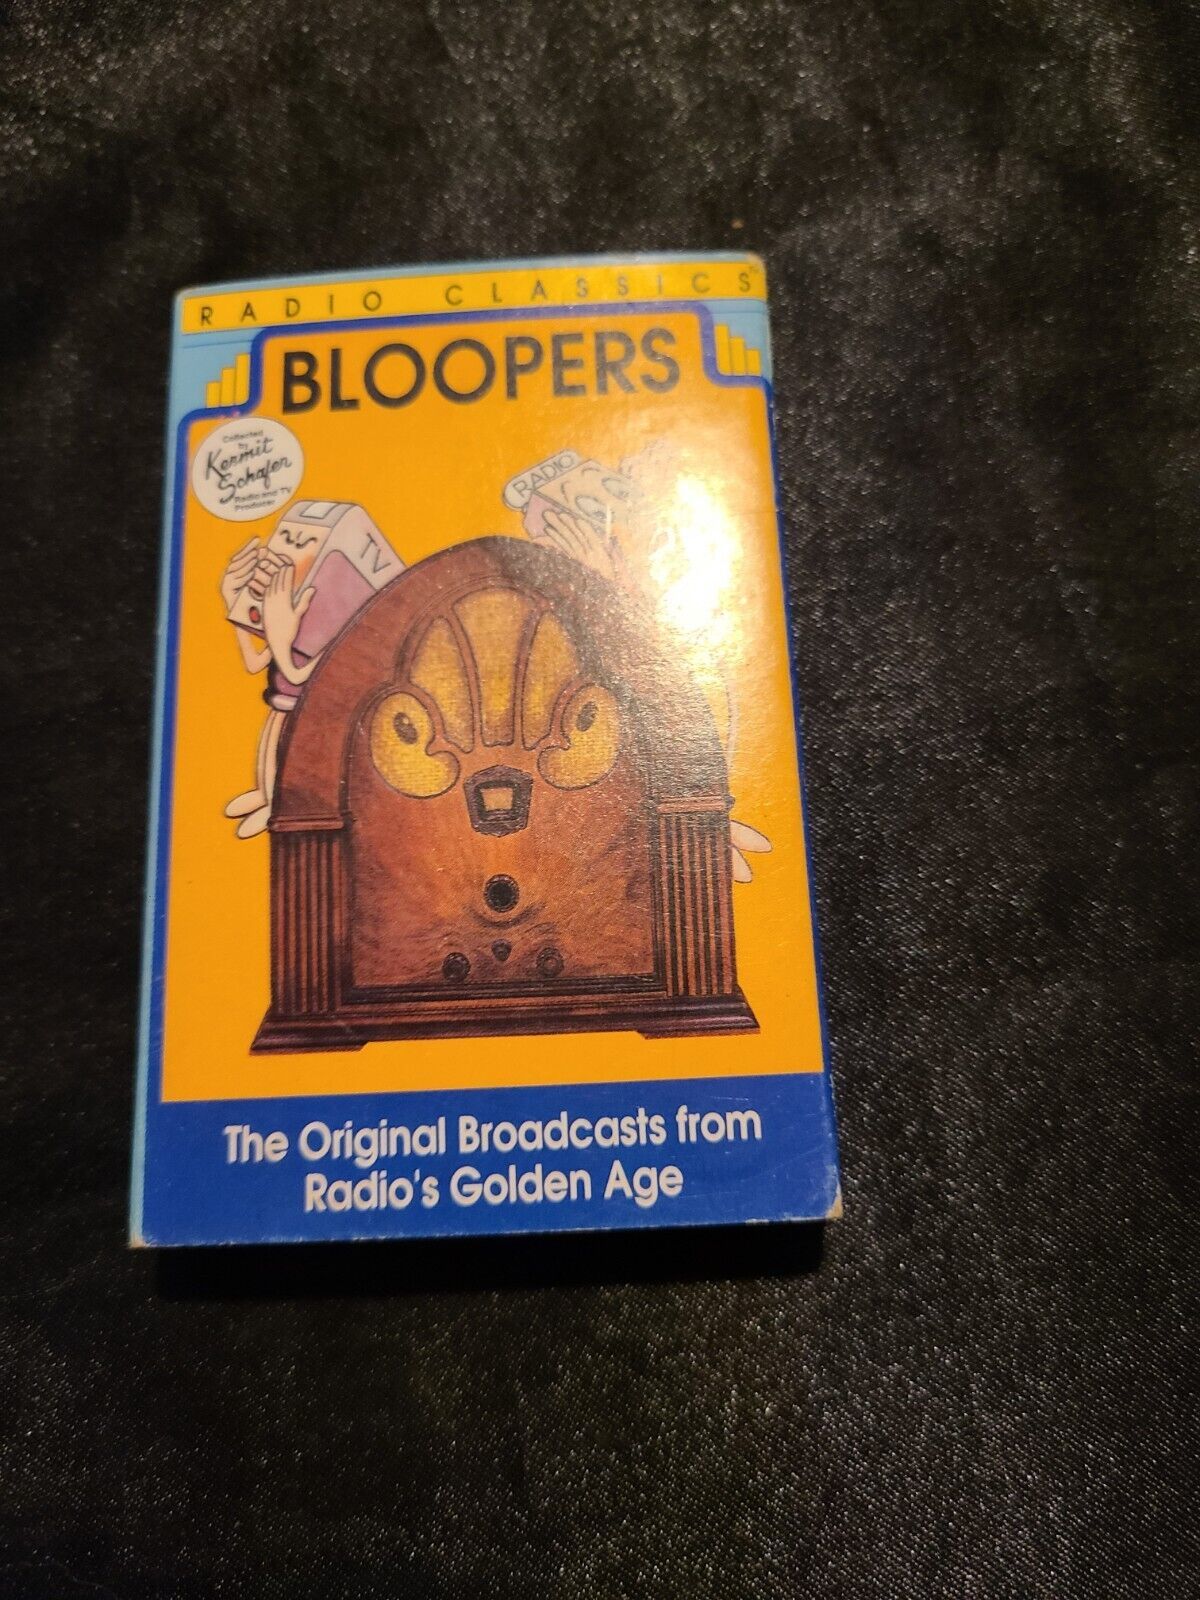 RADIO CLASSICS™
BLOOPERS
Collected
by
Kermit
Schafer
Radio and TV
Producer
RADIO
TV
The Original Broadcasts from
Radio's Golden Age